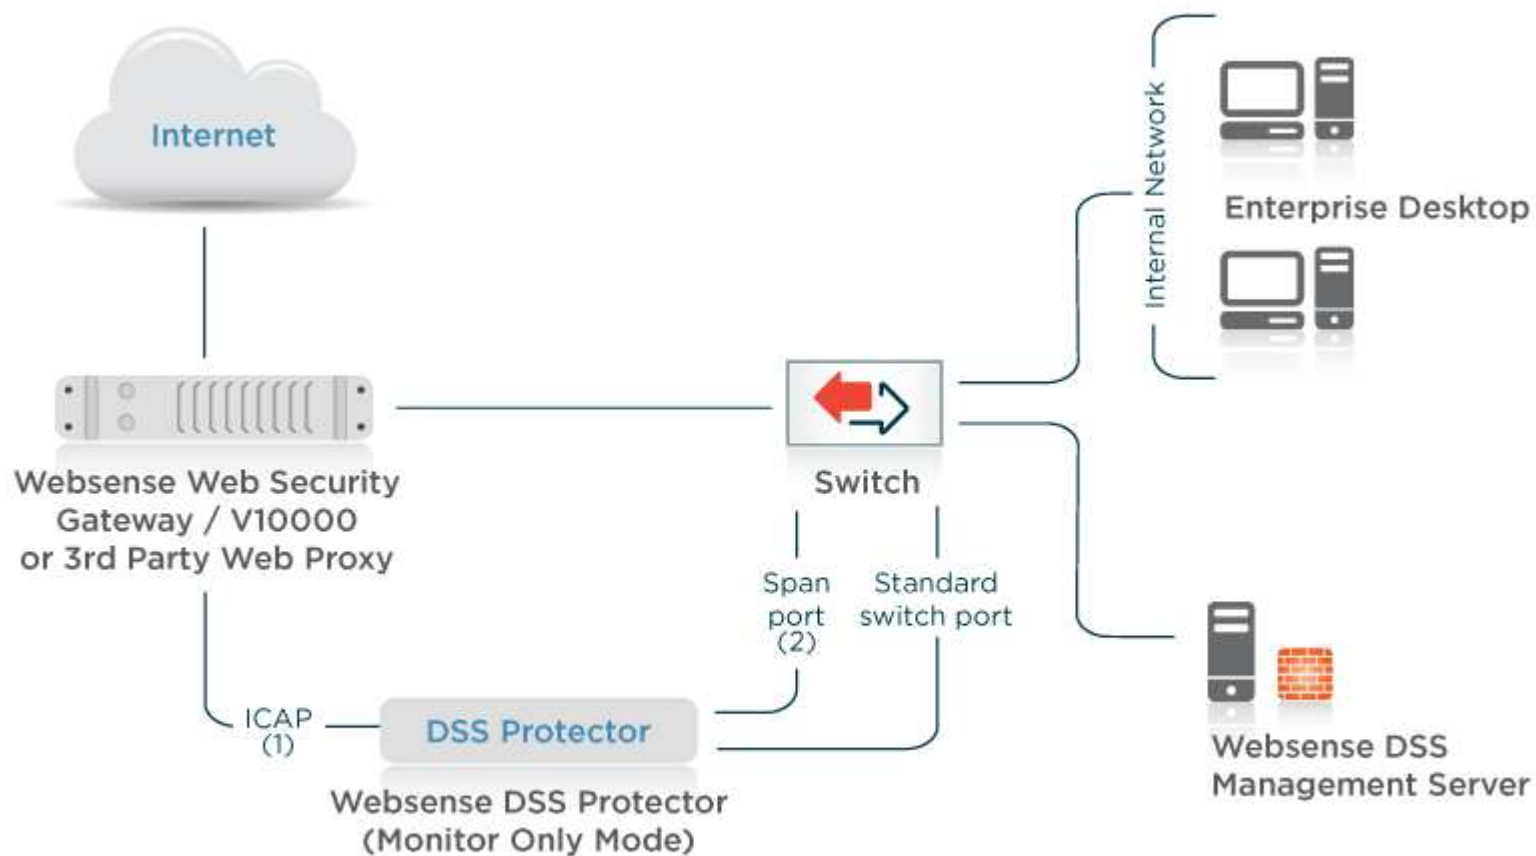 Internet
Internal Network
Enterprise Desktop
Websense Web Security
Gateway / V10000
or 3rd Party Web Proxy
Switch
Span
port
(2)
Standard
switch port
ICAP
(1)
DSS Protector
Websense DSS Protector
(Monitor Only Mode)
Websense DSS
Management Server